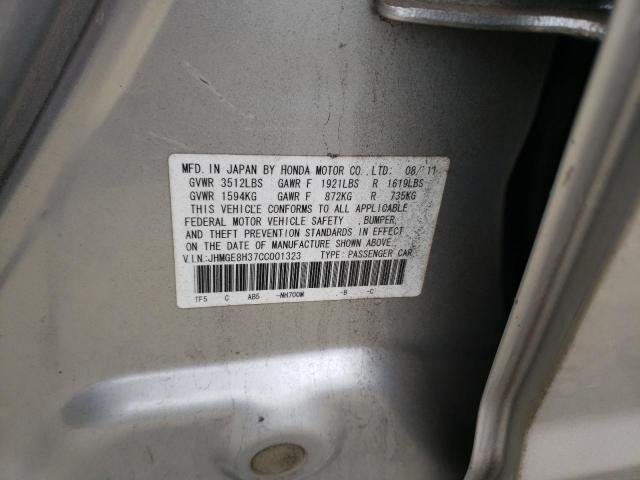 MFD. IN JAPAN BY HONDA MOTOR CO., LTD: 08/'11
GVWR 3512LBS GAWR F 1921LBS R 1619LBS
GVWR 1594KG GAWR F 872KG R 735KG
THIS VEHICLE CONFORMS TO ALL APPLICABLE
FEDERAL MOTOR VEHICLE SAFETY , BUMPER,
AND THEFT PREVENTION STANDARDS IN EFFECT
ON THE DATE OF MANUFACTURE SHOWN ABOVE.
V.I.N: JHMGE8H37CC001323 TYPE: PASSENGER CAR
TF5 C AB5 -NH700M .-B -C